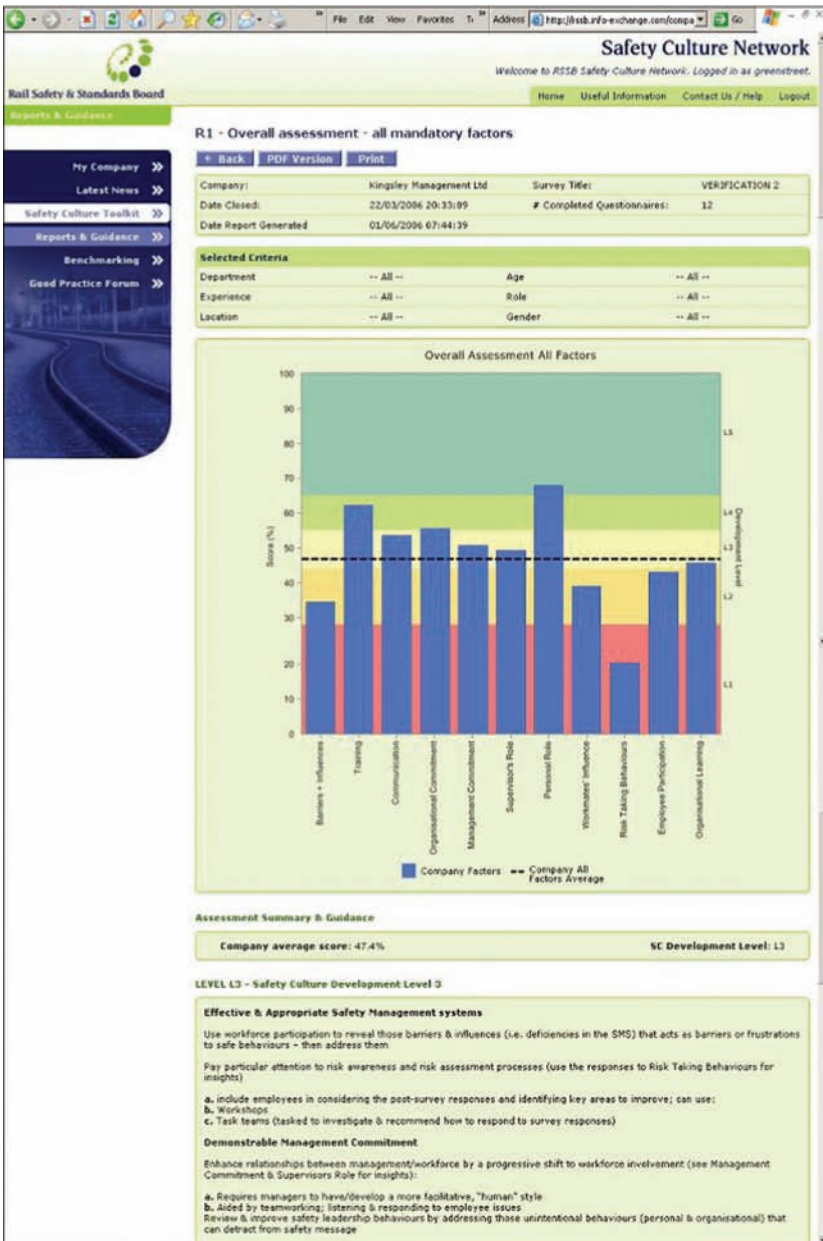 File Edit View Favorites Address http://rssb.info-exchange.com/compa Go
Safety Culture Network
Welcome to RSSB Safety Culture Network. Logged in as greenstreet.
Rail Safety & Standards Board
Home Useful Information Contact Us / Help Logout
Reports & Guidance
My Company
Latest News
Safety Culture Toolkit
Reports & Guidance
Benchmarking
Good Practice Forum
R1 - Overall assessment - all mandatory factors
Back PDF Version Print
Company: Kingsley Management Ltd Survey Title: VERIFICATION 2
Date Closed: 22/03/2006 20:33:09 # Completed Questionnaires: 12
Date Report Generated 01/06/2006 07:44:39
Selected Criteria
Department -- All -- Age -- All --
Experience -- All -- Role -- All --
Location -- All -- Gender -- All --
Overall Assessment All Factors
100
90
80
70
60
50
40
30
20
10
0
Score (%)
L5
L4
L3
L2
L1
Development Level
Barriers + Influences
Training
Communication
Organisational Commitment
Management Commitment
Supervisor's Role
Personal Role
Workmates' Influence
Risk Taking Behaviours
Employee Participation
Organisational Learning
Company Factors
Company All
Factors Average
Assessment Summary & Guidance
Company average score: 47.4% SC Development Level: L3
LEVEL L3 - Safety Culture Development Level 3
Effective & Appropriate Safety Management systems
Use workforce participation to reveal those barriers & influences (i.e. deficiencies in the SMS) that acts as barriers or frustrations
to safe behaviours - then address them
Pay particular attention to risk awareness and risk assessment processes (use the responses to Risk Taking Behaviours for
insights)
a. include employees in considering the post-survey responses and identifying key areas to improve; can use:
b. Workshops
c. Task teams (tasked to investigate & recommend how to respond to survey responses)
Demonstrable Management Commitment
Enhance relationships between management/workforce by a progressive shift to workforce involvement (see Management
Commitment & Supervisors Role for insights):
a. Requires managers to have/develop a more facilitative, "human" style
b. Aided by teamworking; listening & responding to employee issues
Review & improve safety leadership behaviours by addressing those unintentional behaviours (personal & organisational) that
can detract from safety message